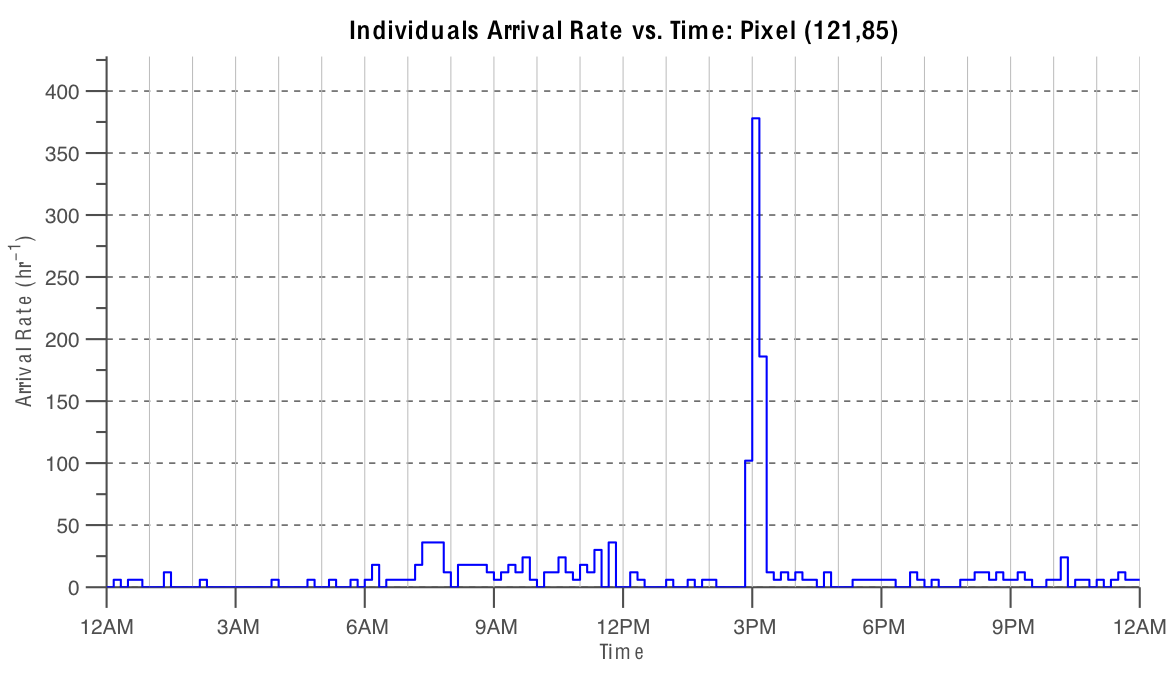 Individuals Arrival Rate vs. Time: Pixel (121,85)
Arrival Rate (hr⁻¹)
400
350
300
250
200
150
100
50
0
12AM 3AM 6AM 9AM 12PM 3PM 6PM 9PM 12AM
Time